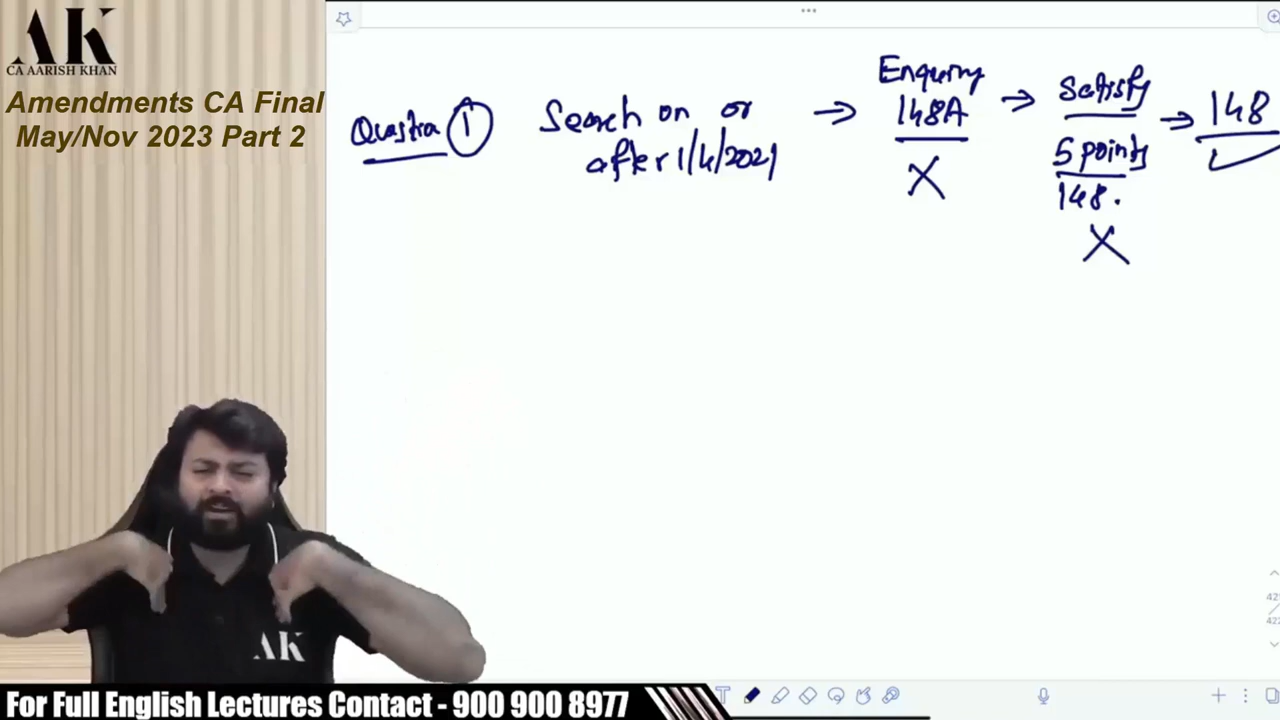 AK
CA AARISH KHAN
Amendments CA Final
May/Nov 2023 Part 2
Question 1
Search on or
after 1/4/2021
→ Enquiry
148A
X
→ Satisfy
5 points
148.
X
→ 148
AK
For Full English Lectures Contact - 900 900 8977
T